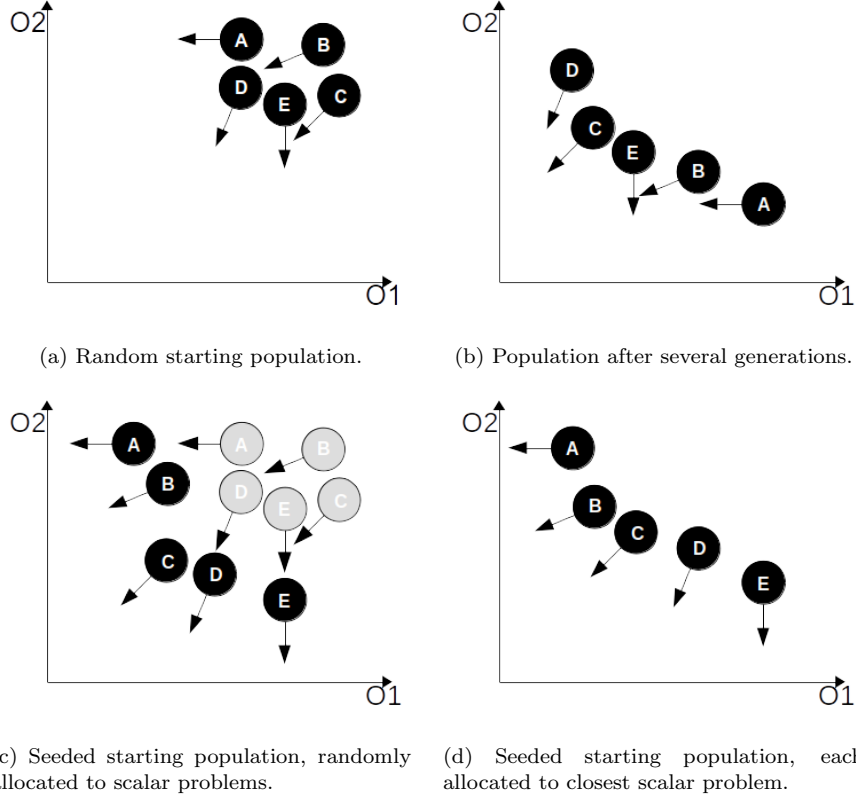 O2
A
B
D
E
C
O1
(a) Random starting population.
O2
D
C
E
B
A
O1
(b) Population after several generations.
O2
A
A
B
B
D
E
C
C
D
E
O1
c) Seeded starting population, randomly
llocated to scalar problems.
O2
A
B
C
D
E
O1
(d) Seeded starting population, each
allocated to closest scalar problem.